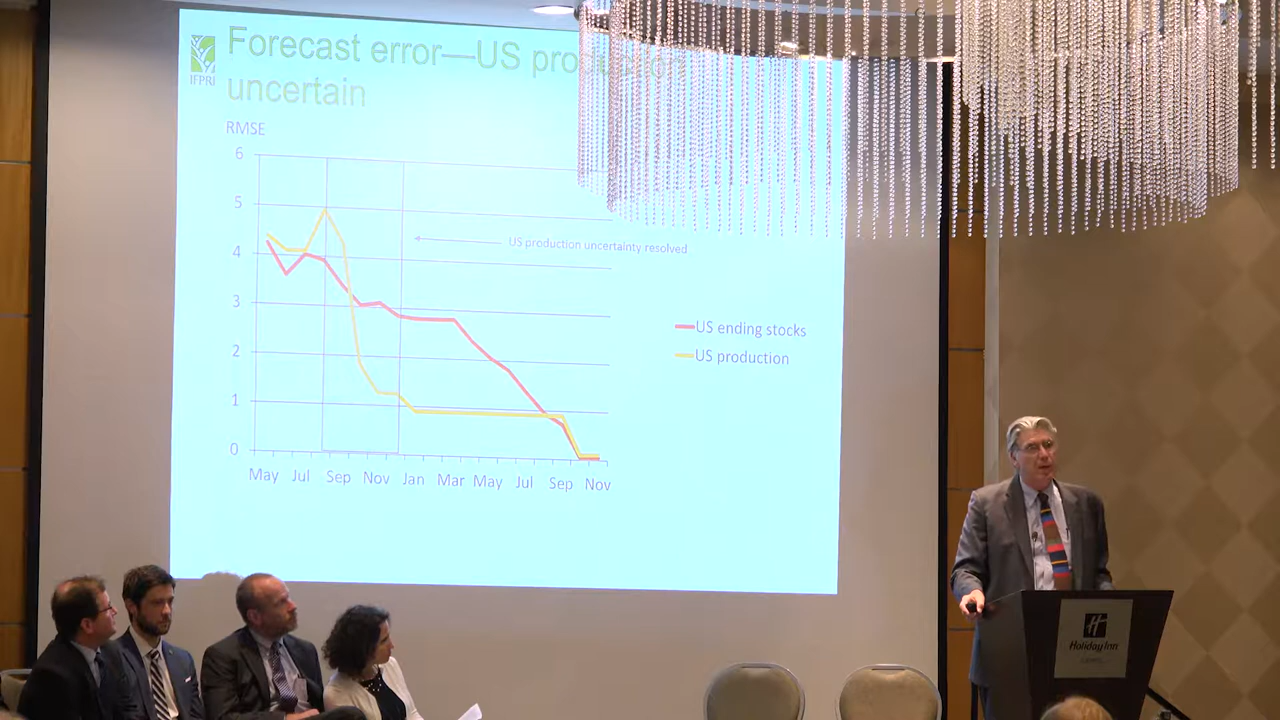 Forecast error—US production
uncertain
IFPRI
RMSE
6
5
4
3
2
1
0
US production uncertainty resolved
US ending stocks
US production
May Jul Sep Nov Jan Mar May Jul Sep Nov
H
Holiday Inn